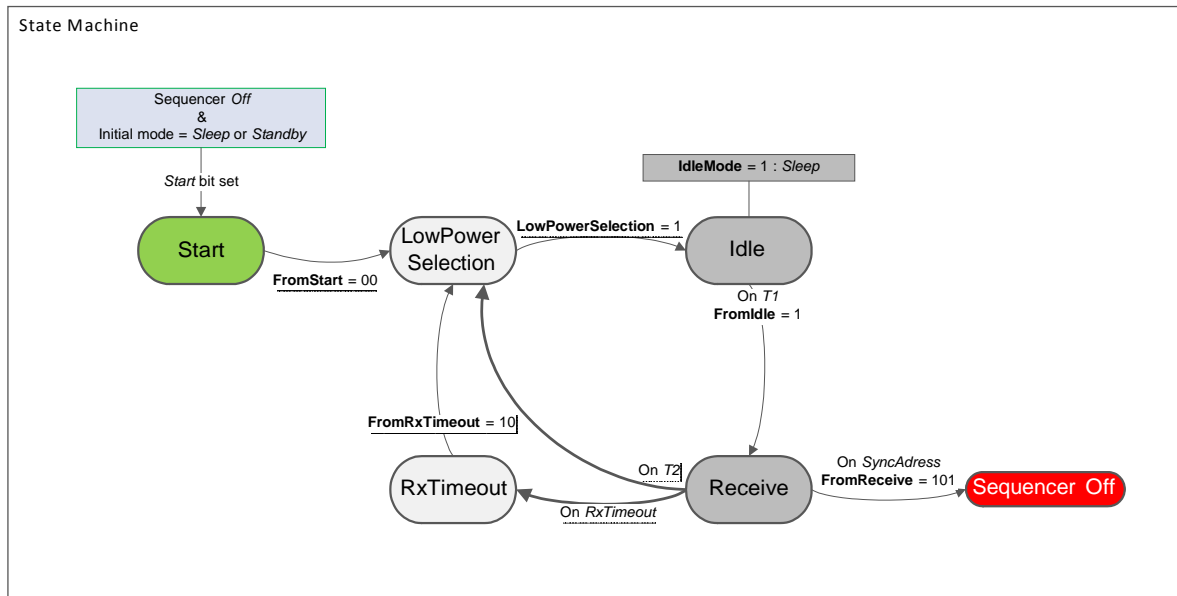 State Machine
Sequencer Off
&
Initial mode = Sleep or Standby
Start bit set
IdleMode = 1 : Sleep
Start
FromStart = 00
LowPower
Selection
LowPowerSelection = 1
Idle
On T1
FromIdle = 1
FromRxTimeout = 10
RxTimeout
On T2
On RxTimeout
Receive
On SyncAdress
FromReceive = 101
Sequencer Off